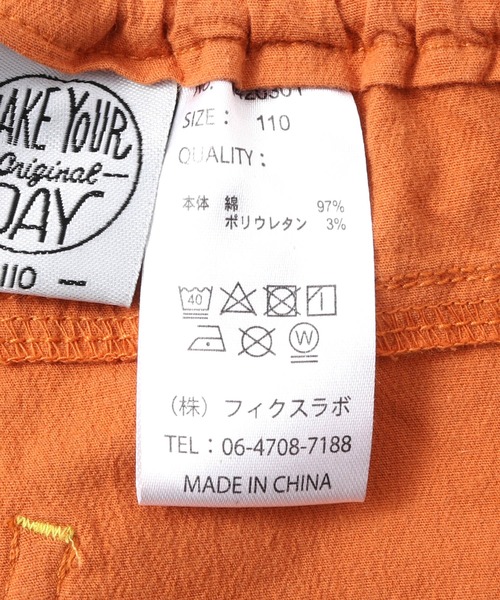 MAKE YOUR
Original
DAY
110
SIZE : 110
QUALITY :
本体 綿 97%
ポリウレタン 3%
40
W
(株) フィクスラボ
TEL : 06-4708-7188
MADE IN CHINA